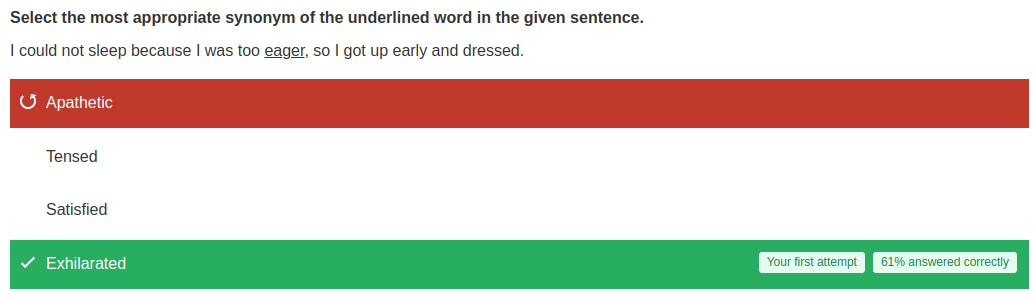 Select the most appropriate synonym of the underlined word in the given sentence.
I could not sleep because I was too eager, so I got up early and dressed.
Apathetic
Tensed
Satisfied
Exhilarated
Your first attempt
61% answered correctly